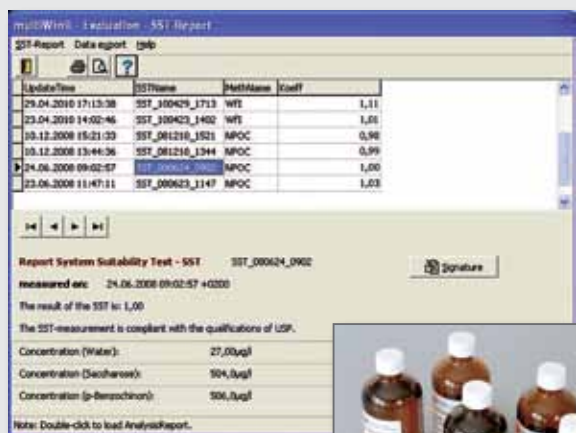 multiWinII - Evaluation - SST Report
SST-Report Data export Help
UpdateTime SSTName MethName Koeff
29.04.2010 17:13:38 SST_100429_1713 WFI 1,11
23.04.2010 14:02:46 SST_100423_1402 WFI 1,01
10.12.2008 15:21:33 SST_081210_1521 NPOC 0,98
10.12.2008 13:44:36 SST_081210_1344 NPOC 0,99
24.06.2008 09:02:57 SST_080624_0902 NPOC 1,00
23.06.2008 11:47:11 SST_080623_1147 NPOC 1,03
Report System Suitability Test - SST SST_080624_0902
Signature
measured on: 24.06.2008 09:02:57 +0200
The result of the SST is: 1,00
The SST-measurement is compliant with the qualifications of USP.
Concentration (Water): 27,00µg/l
Concentration (Saccharose): 504,0µg/l
Concentration (p-Benzochinon): 506,0µg/l
Note: Double-click to load AnalysisReport.